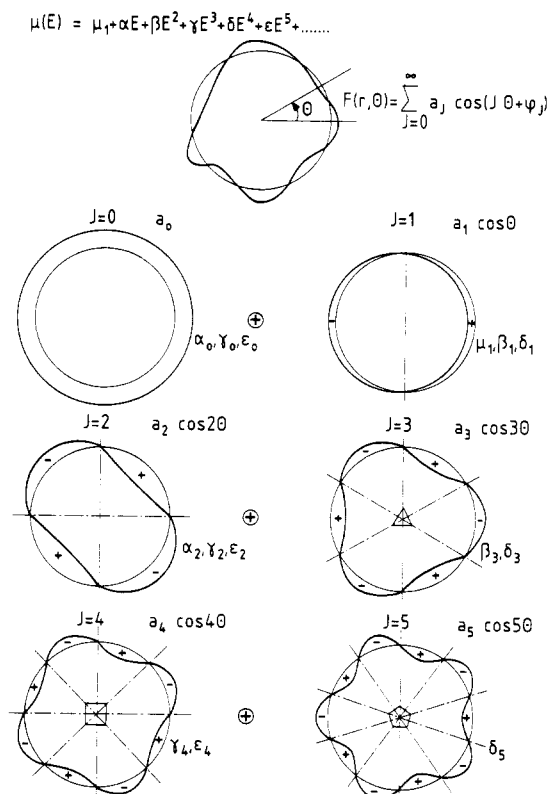 μ(E) = μ₁+αE+βE²+γE³+δE⁴+εE⁵+.......
θ
F(r,θ)=∑ a_J cos(J θ+φ_J)
∞
J=0
J=0 a₀
J=1 a₁ cosθ
α₀,γ₀,ε₀
⊕
- +
μ₁,β₁,δ₁
J=2 a₂ cos2θ
J=3 a₃ cos3θ
- + + -
α₂,γ₂,ε₂
⊕
- + + - - +
β₃,δ₃
J=4 a₄ cos4θ
J=5 a₅ cos5θ
- + + - - + + -
γ₄,ε₄
⊕
- + + - - + + - - +
δ₅